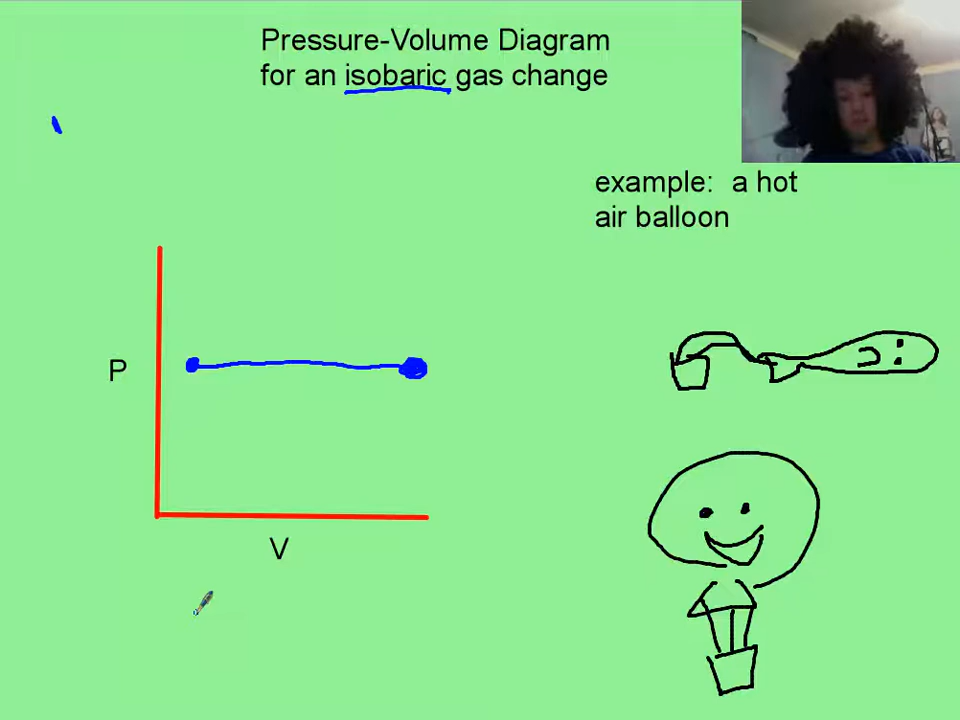 Pressure-Volume Diagram
for an isobaric gas change
example: a hot
air balloon
P
V